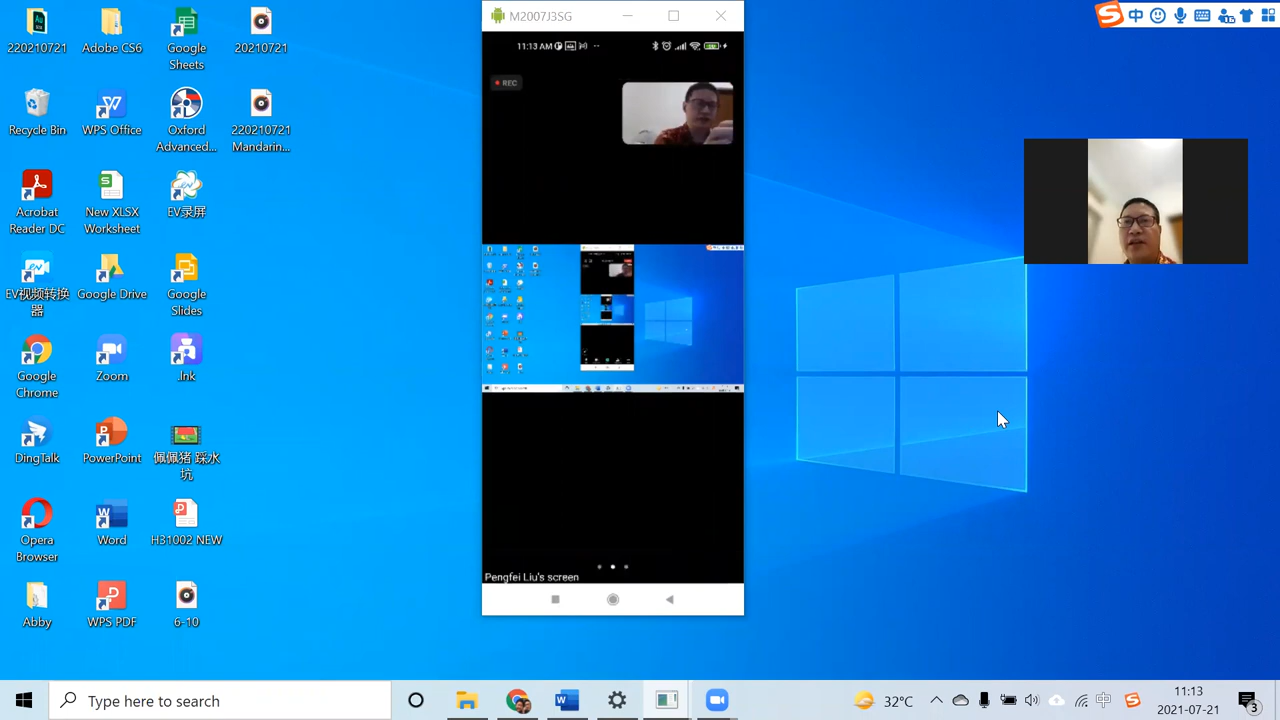 220210721
Adobe CS6
Google
Sheets
20210721
Recycle Bin
WPS Office
Oxford
Advanced...
220210721
Mandarin...
Acrobat
Reader DC
New XLSX
Worksheet
EV录屏
EV视频转换
器
Google Drive
Google
Slides
Google
Chrome
Zoom
.lnk
DingTalk
PowerPoint
佩佩猪 踩水
坑
Opera
Browser
Word
H31002 NEW
Abby
WPS PDF
6-10
M2007J3SG
11:13 AM
REC
Pengfei Liu's screen
中
Type here to search
32°C
中
11:13
2021-07-21
3